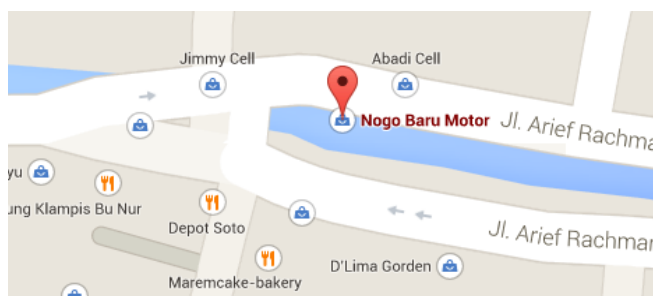 Jimmy Cell
Abadi Cell
Nogo Baru Motor
Jl. Arief Rachma
yu
ung Klampis Bu Nur
Depot Soto
Jl. Arief Rachmar
D'Lima Gorden
Maremcake-bakery